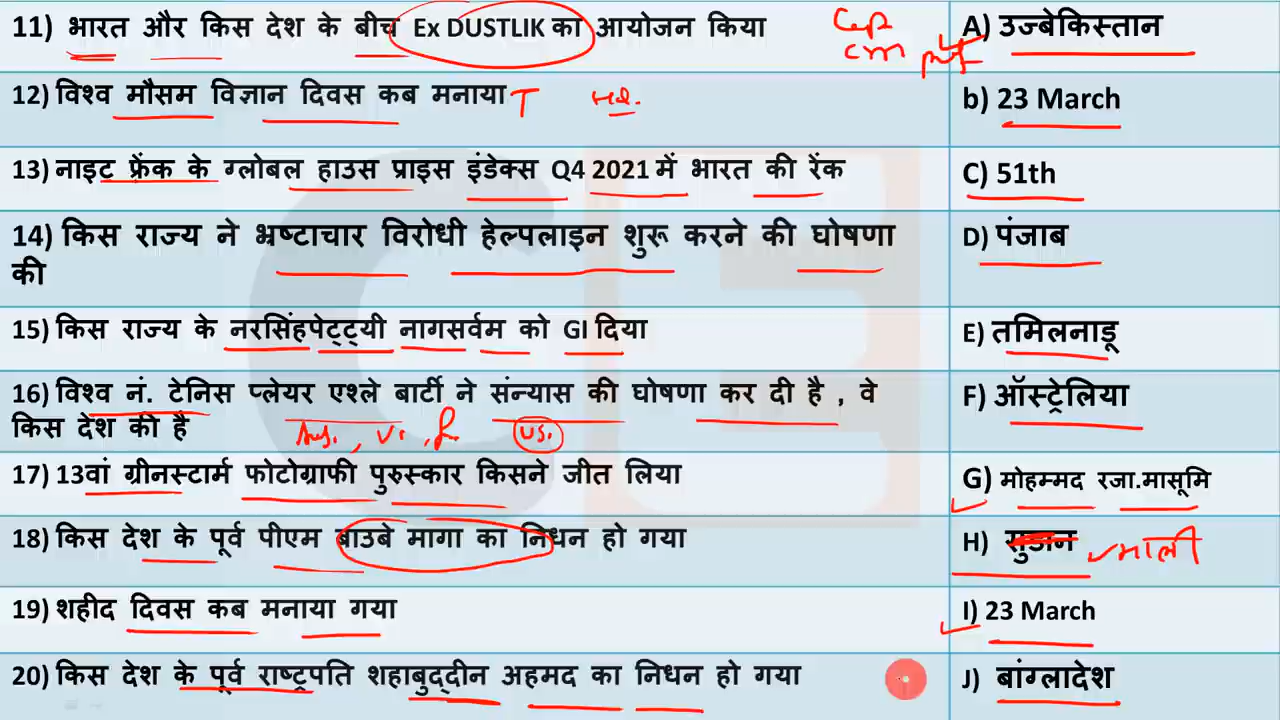 11) भारत और किस देश के बीच Ex DUSTLIK का आयोजन किया
A) उज्बेकिस्तान
12) विश्व मौसम विज्ञान दिवस कब मनाया
b) 23 March
13) नाइट फ्रेंक के ग्लोबल हाउस प्राइस इंडेक्स Q4 2021 में भारत की रेंक
C) 51th
14) किस राज्य ने भ्रष्टाचार विरोधी हेल्पलाइन शुरू करने की घोषणा
की
D) पंजाब
15) किस राज्य के नरसिंहपेट्ट्यी नागसर्वम को GI दिया
E) तमिलनाडू
16) विश्व नं. टेनिस प्लेयर एश्ले बार्टी ने संन्यास की घोषणा कर दी है , वे
किस देश की है
F) ऑस्ट्रेलिया
us.
17) 13वां ग्रीनस्टार्म फोटोग्राफी पुरुस्कार किसने जीत लिया
G) मोहम्मद रजा.मासूमि
18) किस देश के पूर्व पीएम बाउबे मागा का निधन हो गया
H) सुडान माली
19) शहीद दिवस कब मनाया गया
I) 23 March
20) किस देश के पूर्व राष्ट्रपति शहाबुद्दीन अहमद का निधन हो गया
J) बांग्लादेश